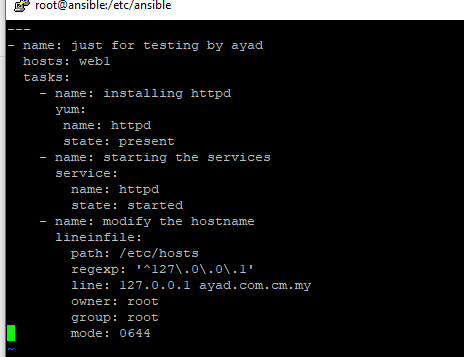 root@ansible:/etc/ansible
---
- name: just for testing by ayad
  hosts: web1
  tasks:
    - name: installing httpd
      yum:
       name: httpd
       state: present
    - name: starting the services
      service:
        name: httpd
        state: started
    - name: modify the hostname
      lineinfile:
        path: /etc/hosts
        regexp: '^127\.0\.0\.1'
        line: 127.0.0.1 ayad.com.cm.my
        owner: root
        group: root
        mode: 0644
~